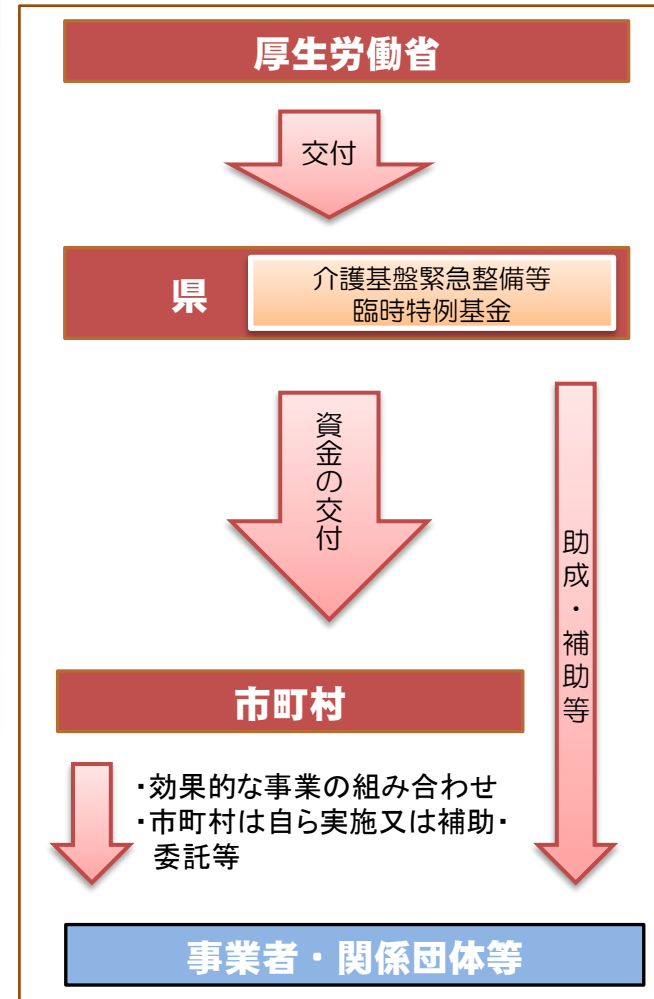 厚生労働省
交付
県
介護基盤緊急整備等
臨時特例基金
資金の交付
助成・補助等
市町村
・効果的な事業の組み合わせ
・市町村は自ら実施又は補助・
委託等
事業者・関係団体等